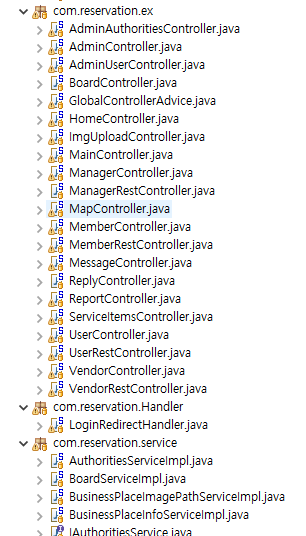 com.reservation.ex
AdminAuthoritiesController.java
AdminController.java
AdminUserController.java
BoardController.java
GlobalControllerAdvice.java
HomeController.java
ImgUploadController.java
MainController.java
ManagerController.java
ManagerRestController.java
MapController.java
MemberController.java
MemberRestController.java
MessageController.java
ReplyController.java
ReportController.java
ServiceItemsController.java
UserController.java
UserRestController.java
VendorController.java
VendorRestController.java
com.reservation.Handler
LoginRedirectHandler.java
com.reservation.service
AuthoritiesServiceImpl.java
BoardServiceImpl.java
BusinessPlaceImagePathServiceImpl.java
BusinessPlaceInfoServiceImpl.java
IAuthoritiesService.java